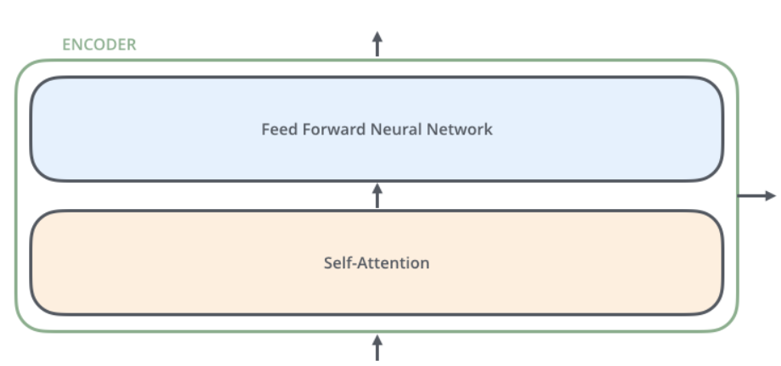 ENCODER
Feed Forward Neural Network
Self-Attention